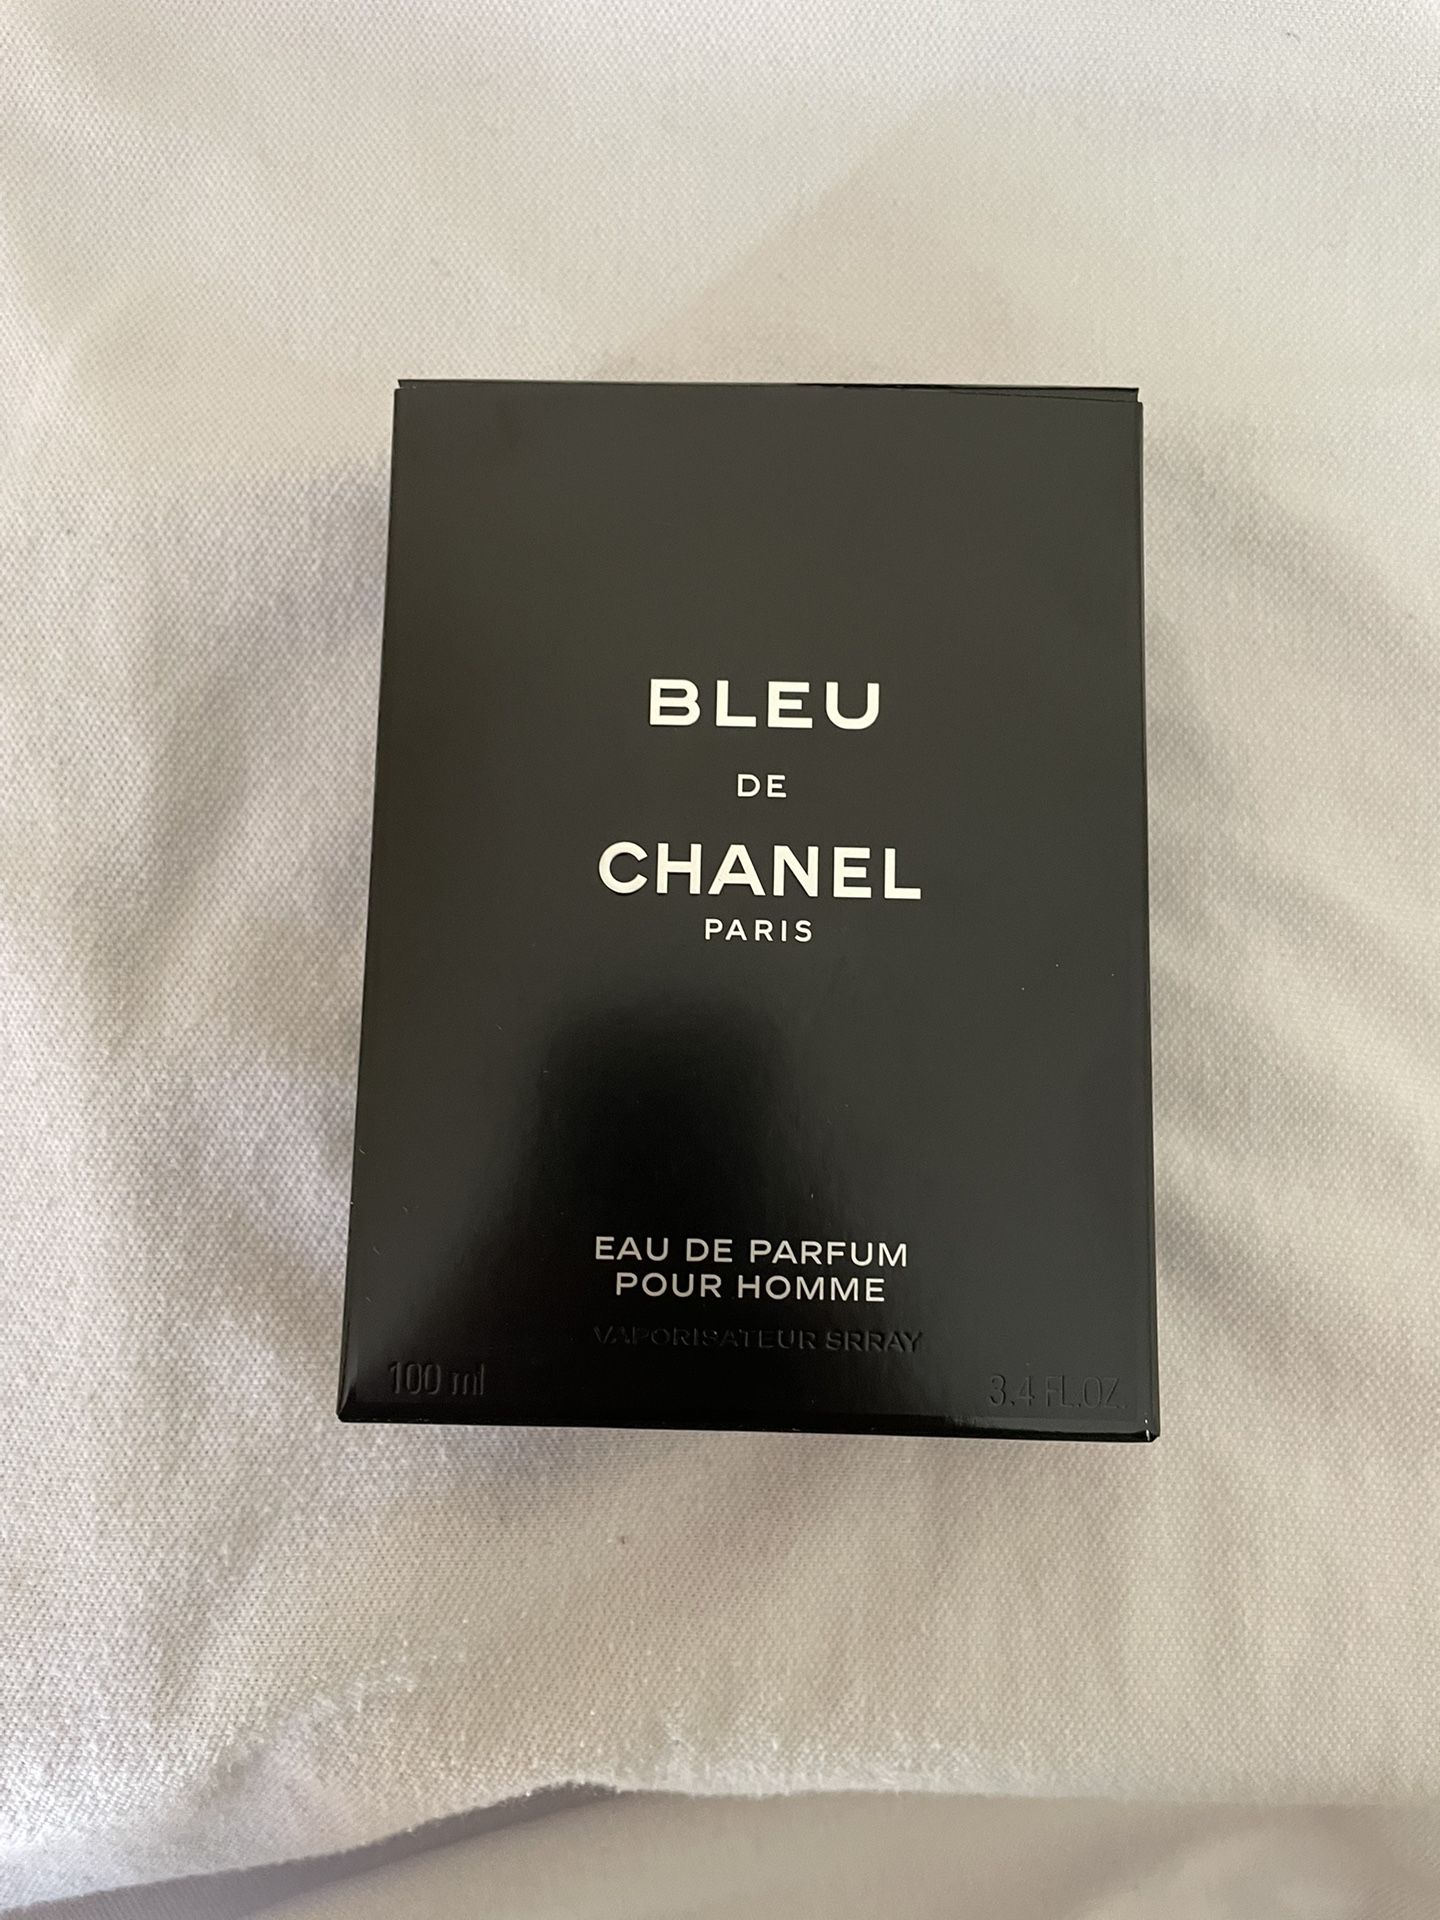 BLEU
DE
CHANEL
PARIS
EAU DE PARFUM
POUR HOMME
VAPORISATEUR SRRAY
100 ml
3.4 FL.OZ.